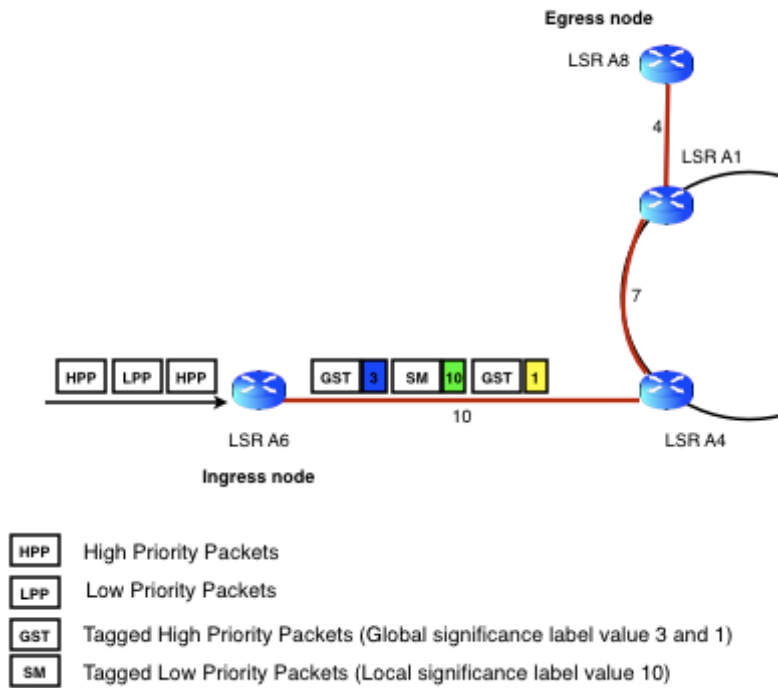 Egress node
LSR A8
4
LSR A1
7
HPP LPP HPP
GST 3 SM 10 GST 1
10
LSR A6
LSR A4
Ingress node
HPP High Priority Packets
LPP Low Priority Packets
GST Tagged High Priority Packets (Global significance label value 3 and 1)
SM Tagged Low Priority Packets (Local significance label value 10)